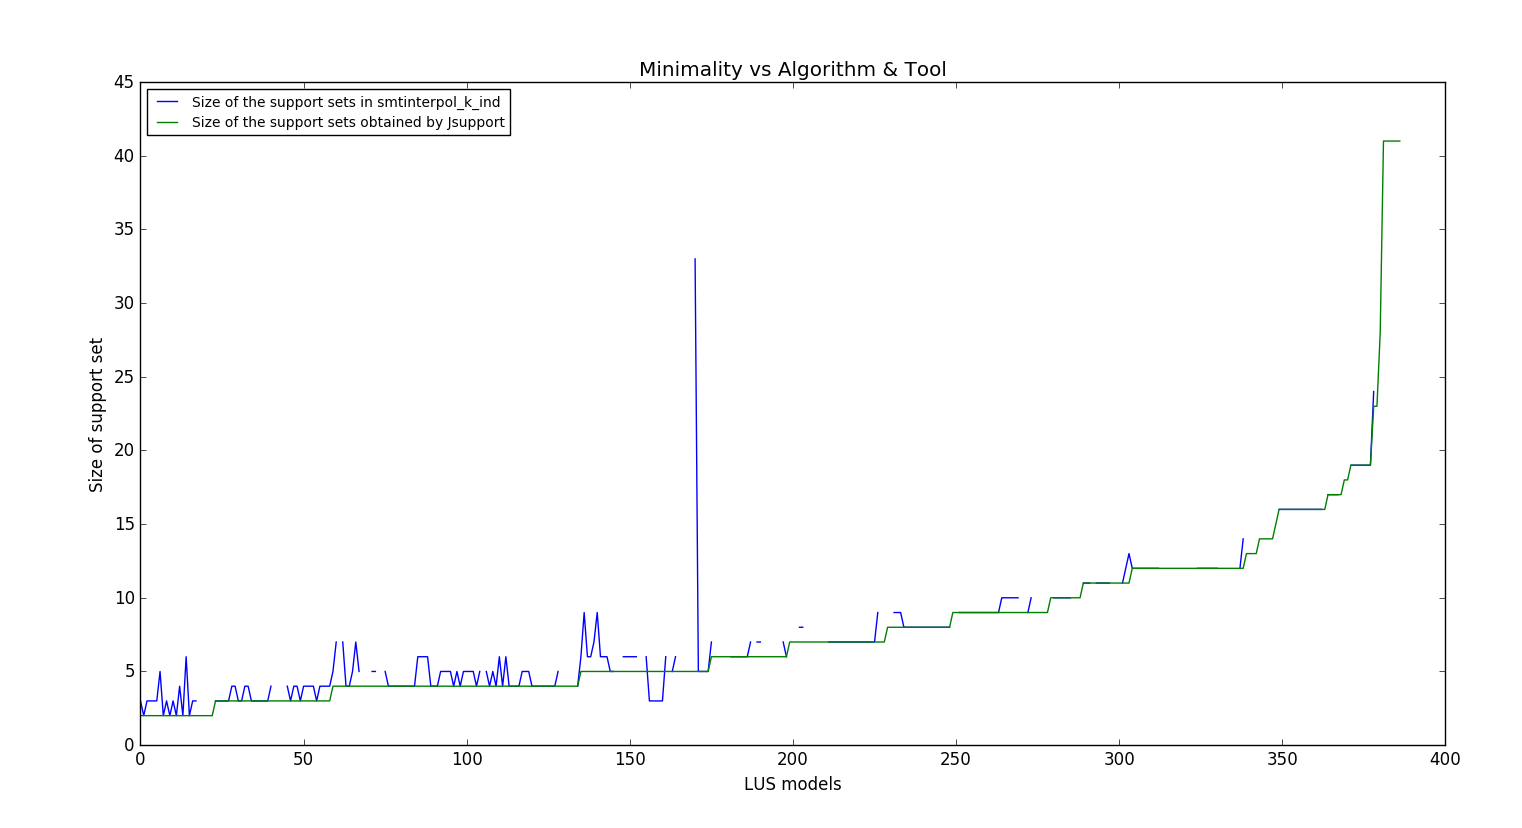 Minimality vs Algorithm & Tool
45
40
35
30
25
20
15
10
5
0
Size of support set
Size of the support sets in smtinterpol_k_ind
Size of the support sets obtained by Jsupport
0 50 100 150 200 250 300 350 400
LUS models